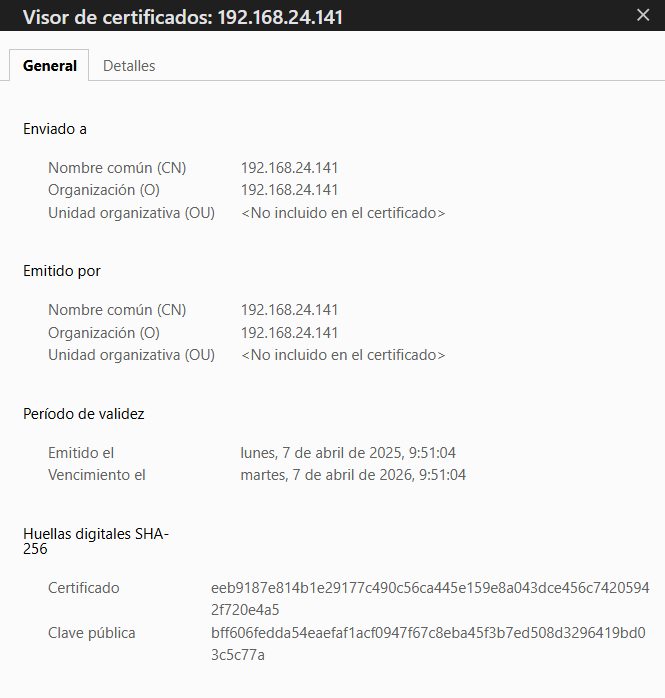 Visor de certificados: 192.168.24.141
General
Detalles
Enviado a
Nombre común (CN) 192.168.24.141
Organización (O) 192.168.24.141
Unidad organizativa (OU) <No incluido en el certificado>
Emitido por
Nombre común (CN) 192.168.24.141
Organización (O) 192.168.24.141
Unidad organizativa (OU) <No incluido en el certificado>
Período de validez
Emitido el lunes, 7 de abril de 2025, 9:51:04
Vencimiento el martes, 7 de abril de 2026, 9:51:04
Huellas digitales SHA-
256
Certificado eeb9187e814b1e29177c490c56ca445e159e8a043dce456c7420594
2f720e4a5
Clave pública bff606fedda54eaefaf1acf0947f67c8eba45f3b7ed508d3296419bd0
3c5c77a